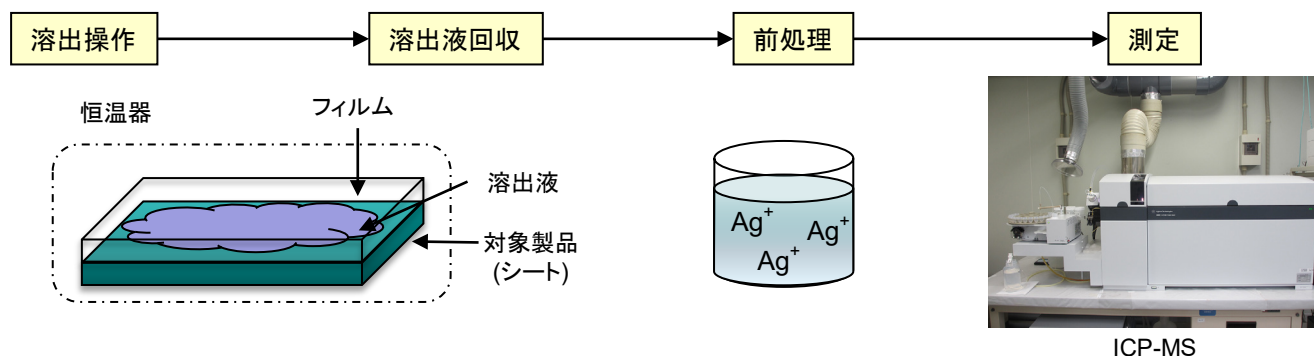 溶出操作
溶出液回収
前処理
測定
恒温器
フィルム
溶出液
対象製品
(シート)
Ag⁺
Ag⁺
Ag⁺
ICP-MS